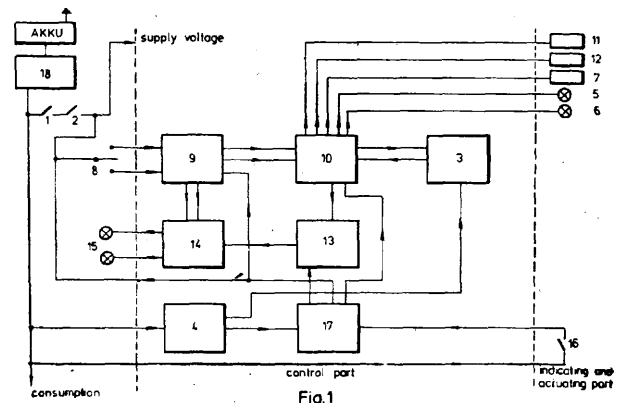 AKKU
supply voltage
11
18
12
7
5
1
2
6
9
10
3
8
15
14
13
4
17
16
control part
indicating and
actuating part
consumption
Fig.1